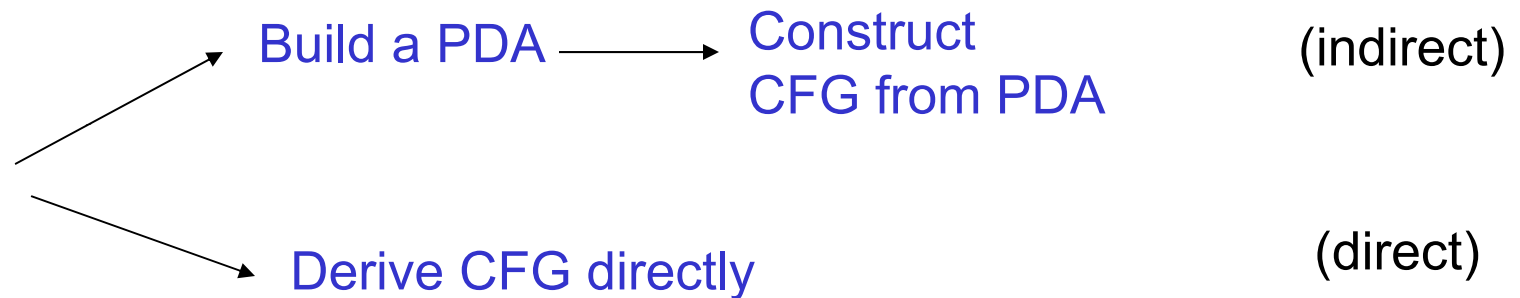 Build a PDA
Construct
CFG from PDA
(indirect)
Derive CFG directly
(direct)